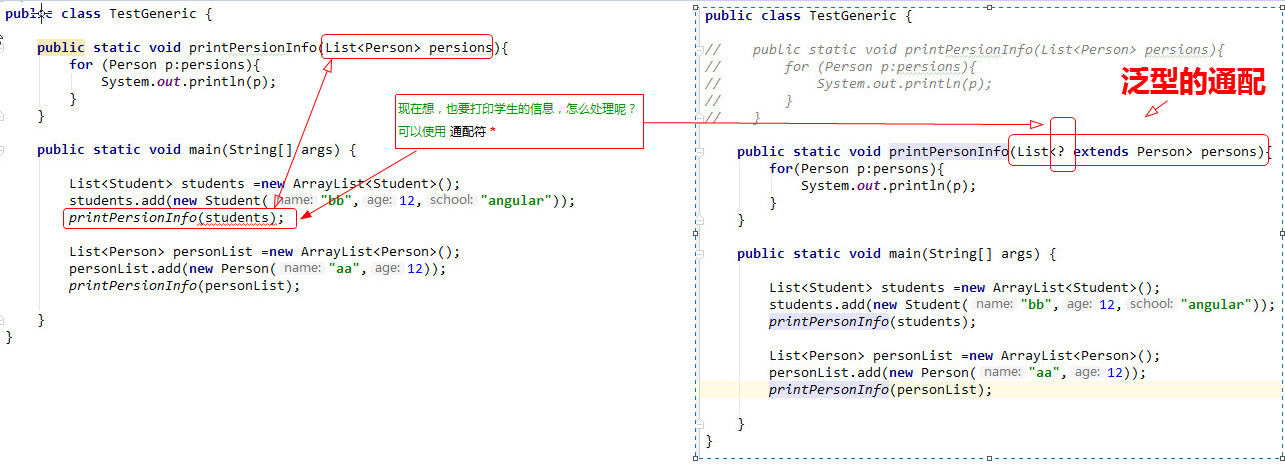 public class TestGeneric {
public static void printPersionInfo(List<Person> persions){
for (Person p:persions){
System.out.println(p);
}
}
现在想，也要打印学生的信息，怎么处理呢？
可以使用 通配符 *
public static void main(String[] args) {
List<Student> students =new ArrayList<Student>();
students.add(new Student( name: "bb", age: 12, school: "angular"));
printPersionInfo(students);
List<Person> personList =new ArrayList<Person>();
personList.add(new Person( name: "aa", age: 12));
printPersionInfo(personList);
}
}
public class TestGeneric {
// public static void printPersionInfo(List<Person> persions){
// for (Person p:persions){
// System.out.println(p);
// }
// }
泛型的通配
public static void printPersonInfo(List<? extends Person> persons){
for(Person p:persons){
System.out.println(p);
}
}
public static void main(String[] args) {
List<Student> students =new ArrayList<Student>();
students.add(new Student( name: "bb", age: 12, school: "angular"));
printPersonInfo(students);
List<Person> personList =new ArrayList<Person>();
personList.add(new Person( name: "aa", age: 12));
printPersonInfo(personList);
}
}